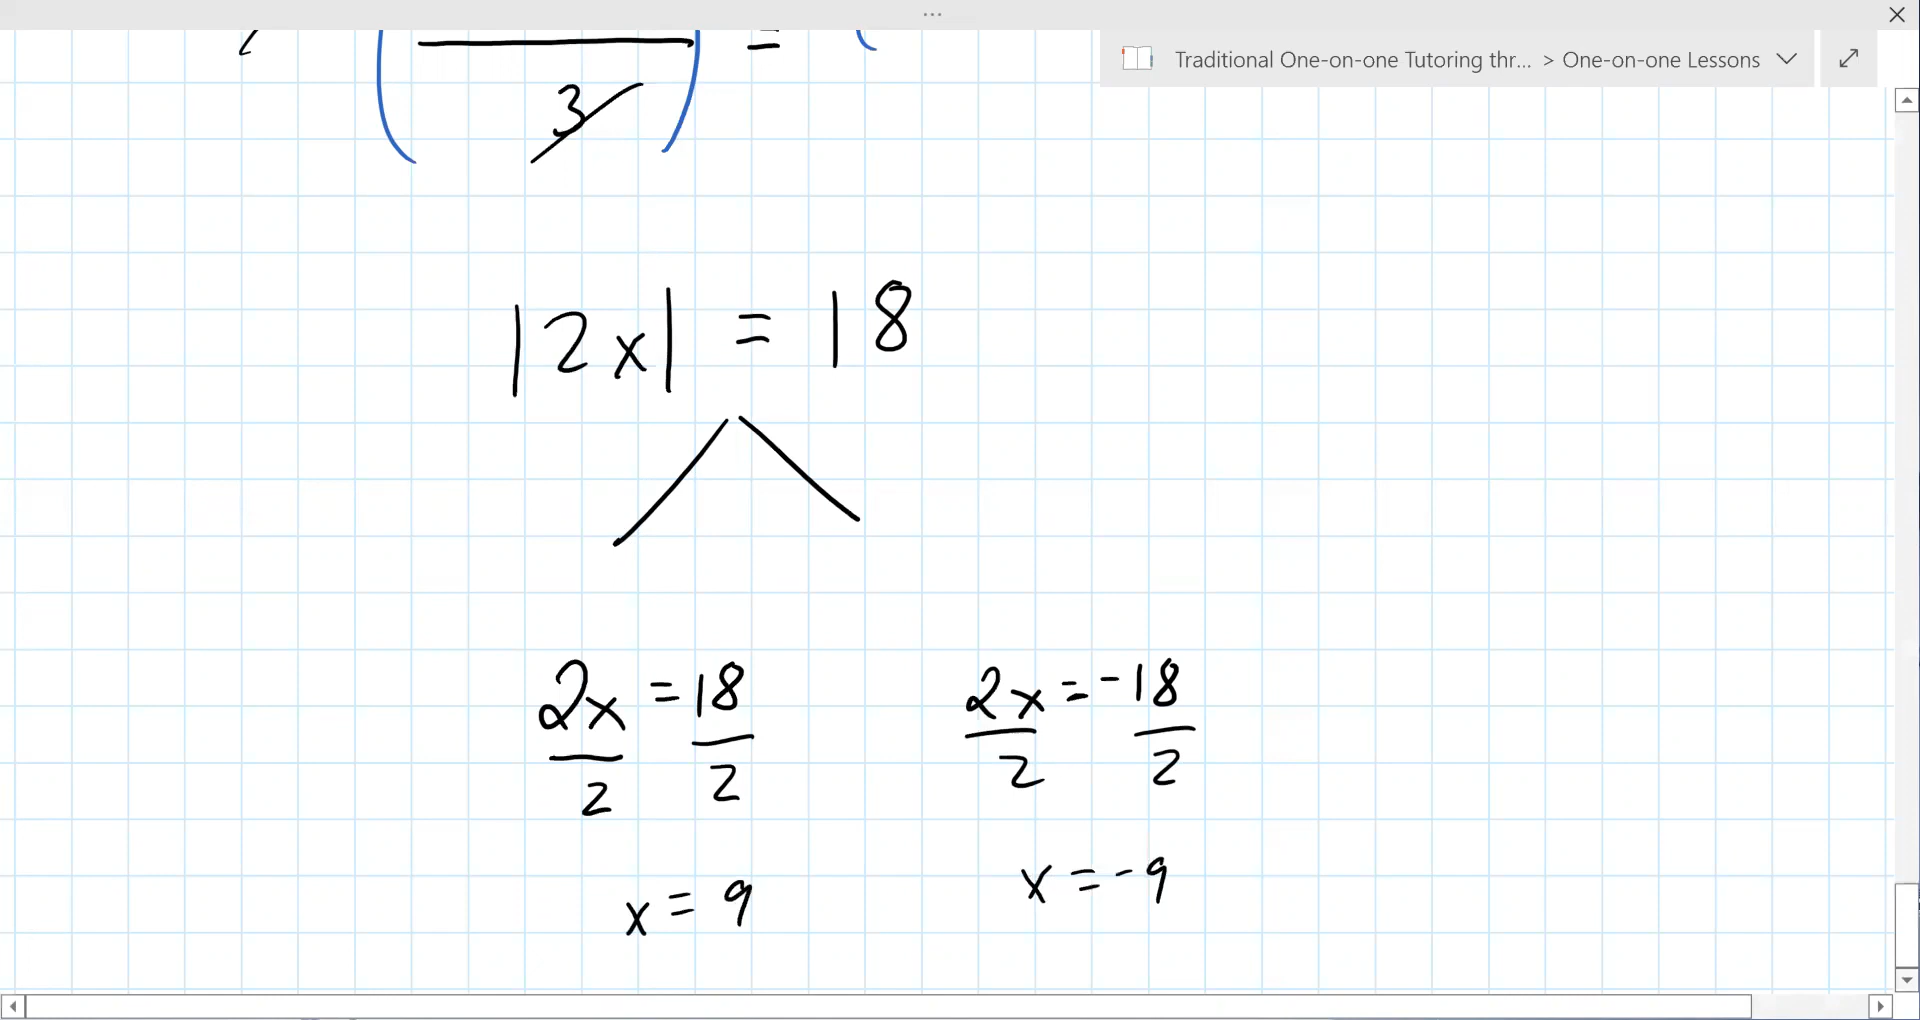 Traditional One-on-one Tutoring thr... > One-on-one Lessons
=
3
|2x| = 18
2x = 18 2x = -18
2 2 2 2
x = 9 x = -9